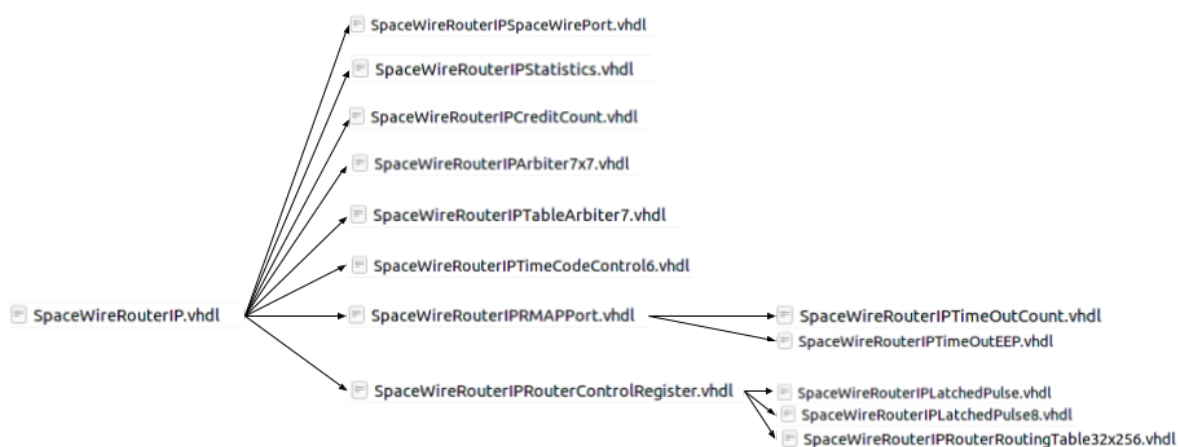 SpaceWireRouterIPSpaceWirePort.vhdl
SpaceWireRouterIPStatistics.vhdl
SpaceWireRouterIPCreditCount.vhdl
SpaceWireRouterIPArbiter7x7.vhdl
SpaceWireRouterIPTableArbiter7.vhdl
SpaceWireRouterIPTimeCodeControl6.vhdl
SpaceWireRouterIP.vhdl
SpaceWireRouterIPRMAPPort.vhdl
SpaceWireRouterIPTimeOutCount.vhdl
SpaceWireRouterIPTimeOutEEP.vhdl
SpaceWireRouterIPRouterControlRegister.vhdl
SpaceWireRouterIPLatchedPulse.vhdl
SpaceWireRouterIPLatchedPulse8.vhdl
SpaceWireRouterIPRouterRoutingTable32x256.vhdl